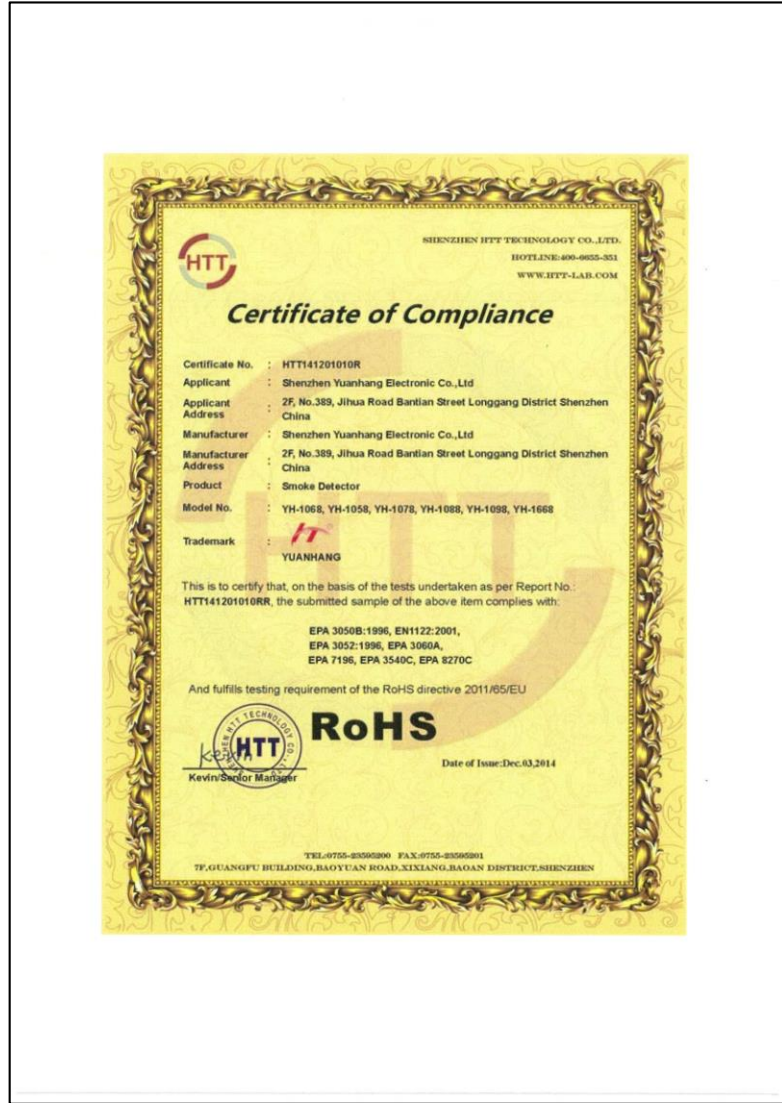 SHENZHEN HTT TECHNOLOGY CO.,LTD.
HOTLINE:400-6655-351
WWW.HTT-LAB.COM
HTT
Certificate of Compliance
Certificate No. : HTT141201010R
Applicant : Shenzhen Yuanhang Electronic Co.,Ltd
Applicant Address : 2F, No.389, Jihua Road Bantian Street Longgang District Shenzhen
China
Manufacturer : Shenzhen Yuanhang Electronic Co.,Ltd
Manufacturer Address : 2F, No.389, Jihua Road Bantian Street Longgang District Shenzhen
China
Product : Smoke Detector
Model No. : YH-1068, YH-1058, YH-1078, YH-1088, YH-1098, YH-1668
Trademark :
YUANHANG
This is to certify that, on the basis of the tests undertaken as per Report No.:
HTT141201010RR, the submitted sample of the above item complies with:
EPA 3050B:1996, EN1122:2001,
EPA 3052:1996, EPA 3060A,
EPA 7196, EPA 3540C, EPA 8270C
And fulfills testing requirement of the RoHS directive 2011/65/EU
RoHS
SHENZHEN HTT TECHNOLOGY CO., LTD
HTT
Kevin
Kevin/Senior Manager
Date of Issue:Dec.03,2014
TEL:0755-23595200 FAX:0755-23595201
7F,GUANGFU BUILDING,BAOYUAN ROAD,XIXIANG,BAOAN DISTRICT,SHENZHEN